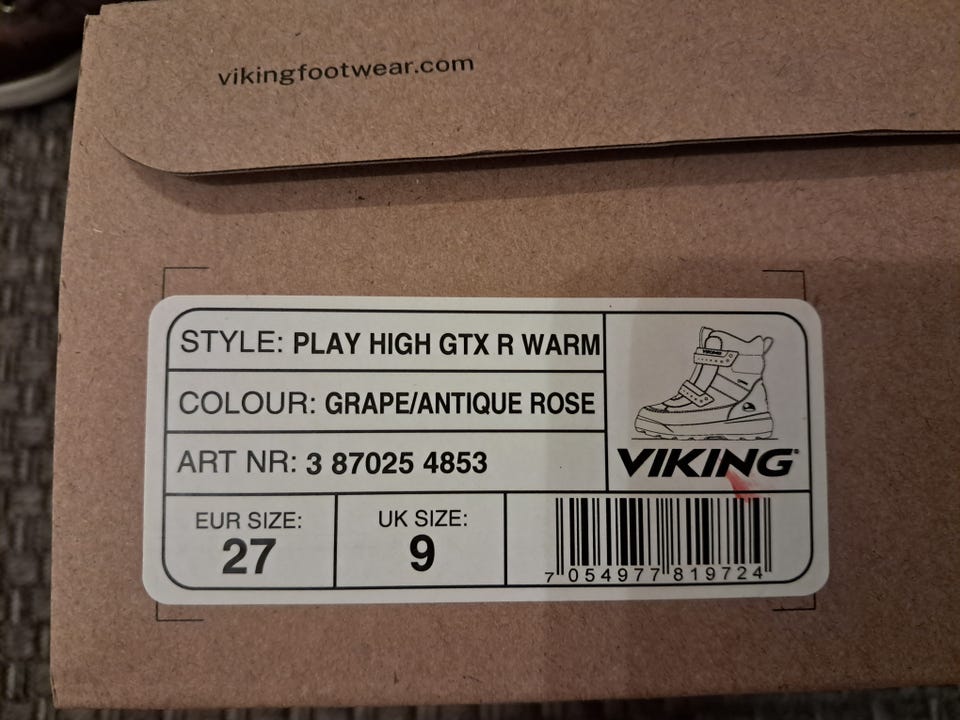 vikingfootwear.com
STYLE: PLAY HIGH GTX R WARM
COLOUR: GRAPE/ANTIQUE ROSE
ART NR: 3 87025 4853
VIKING
VIKING®
EUR SIZE:
27
UK SIZE:
9
7 054977 819724